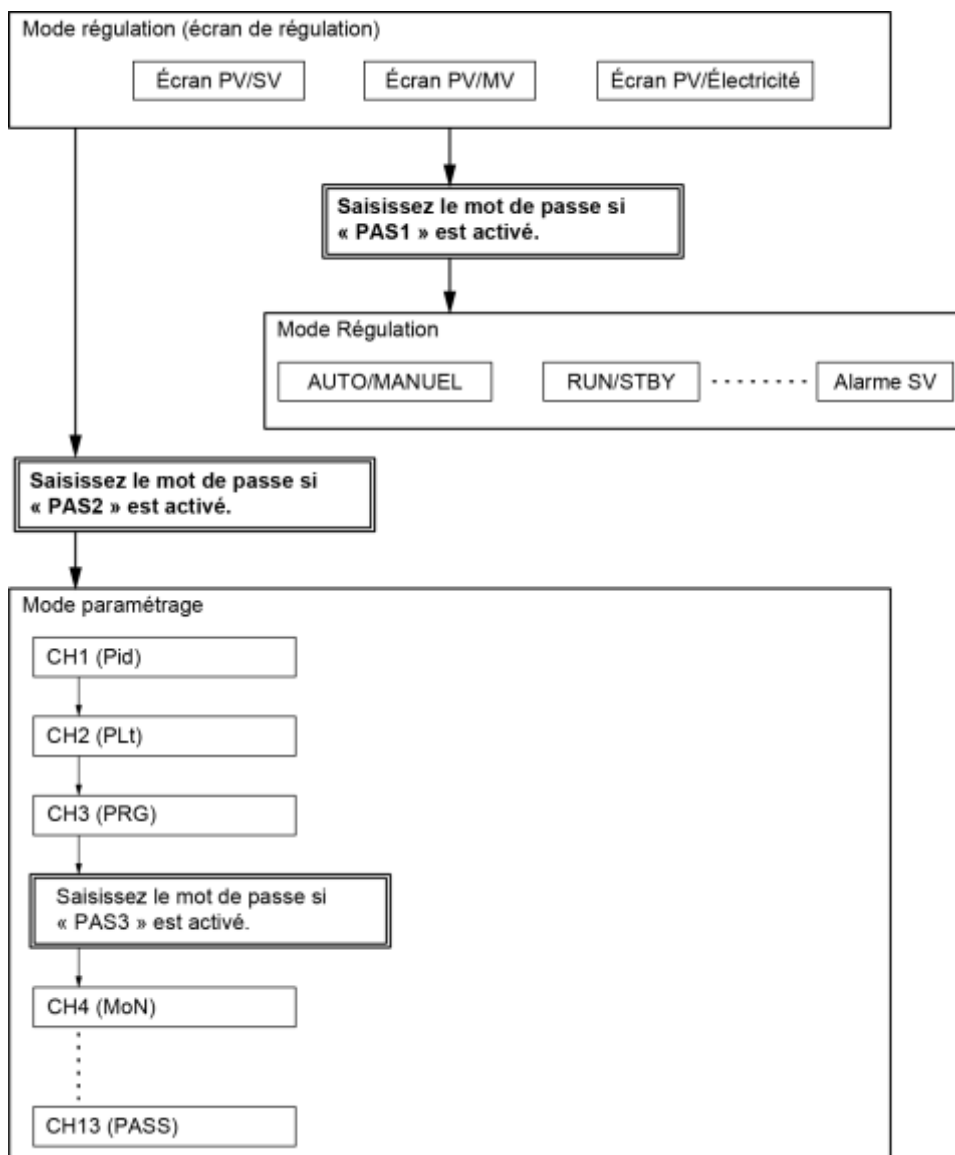 Mode régulation (écran de régulation)
Écran PV/SV
Écran PV/MV
Écran PV/Électricité
Saisissez le mot de passe si
« PAS1 » est activé.
Mode Régulation
AUTO/MANUEL
RUN/STBY
Alarme SV
Saisissez le mot de passe si
« PAS2 » est activé.
Mode paramétrage
CH1 (Pid)
CH2 (PLt)
CH3 (PRG)
Saisissez le mot de passe si
« PAS3 » est activé.
CH4 (MoN)
CH13 (PASS)